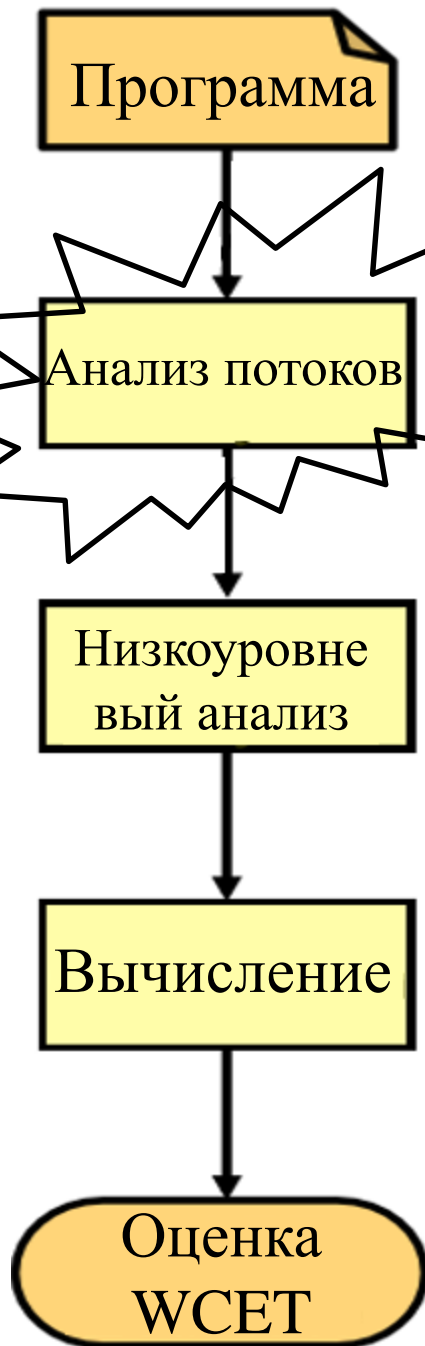 Программа
Анализ потоков
Низкоуровне
вый анализ
Вычисление
Оценка
WCET